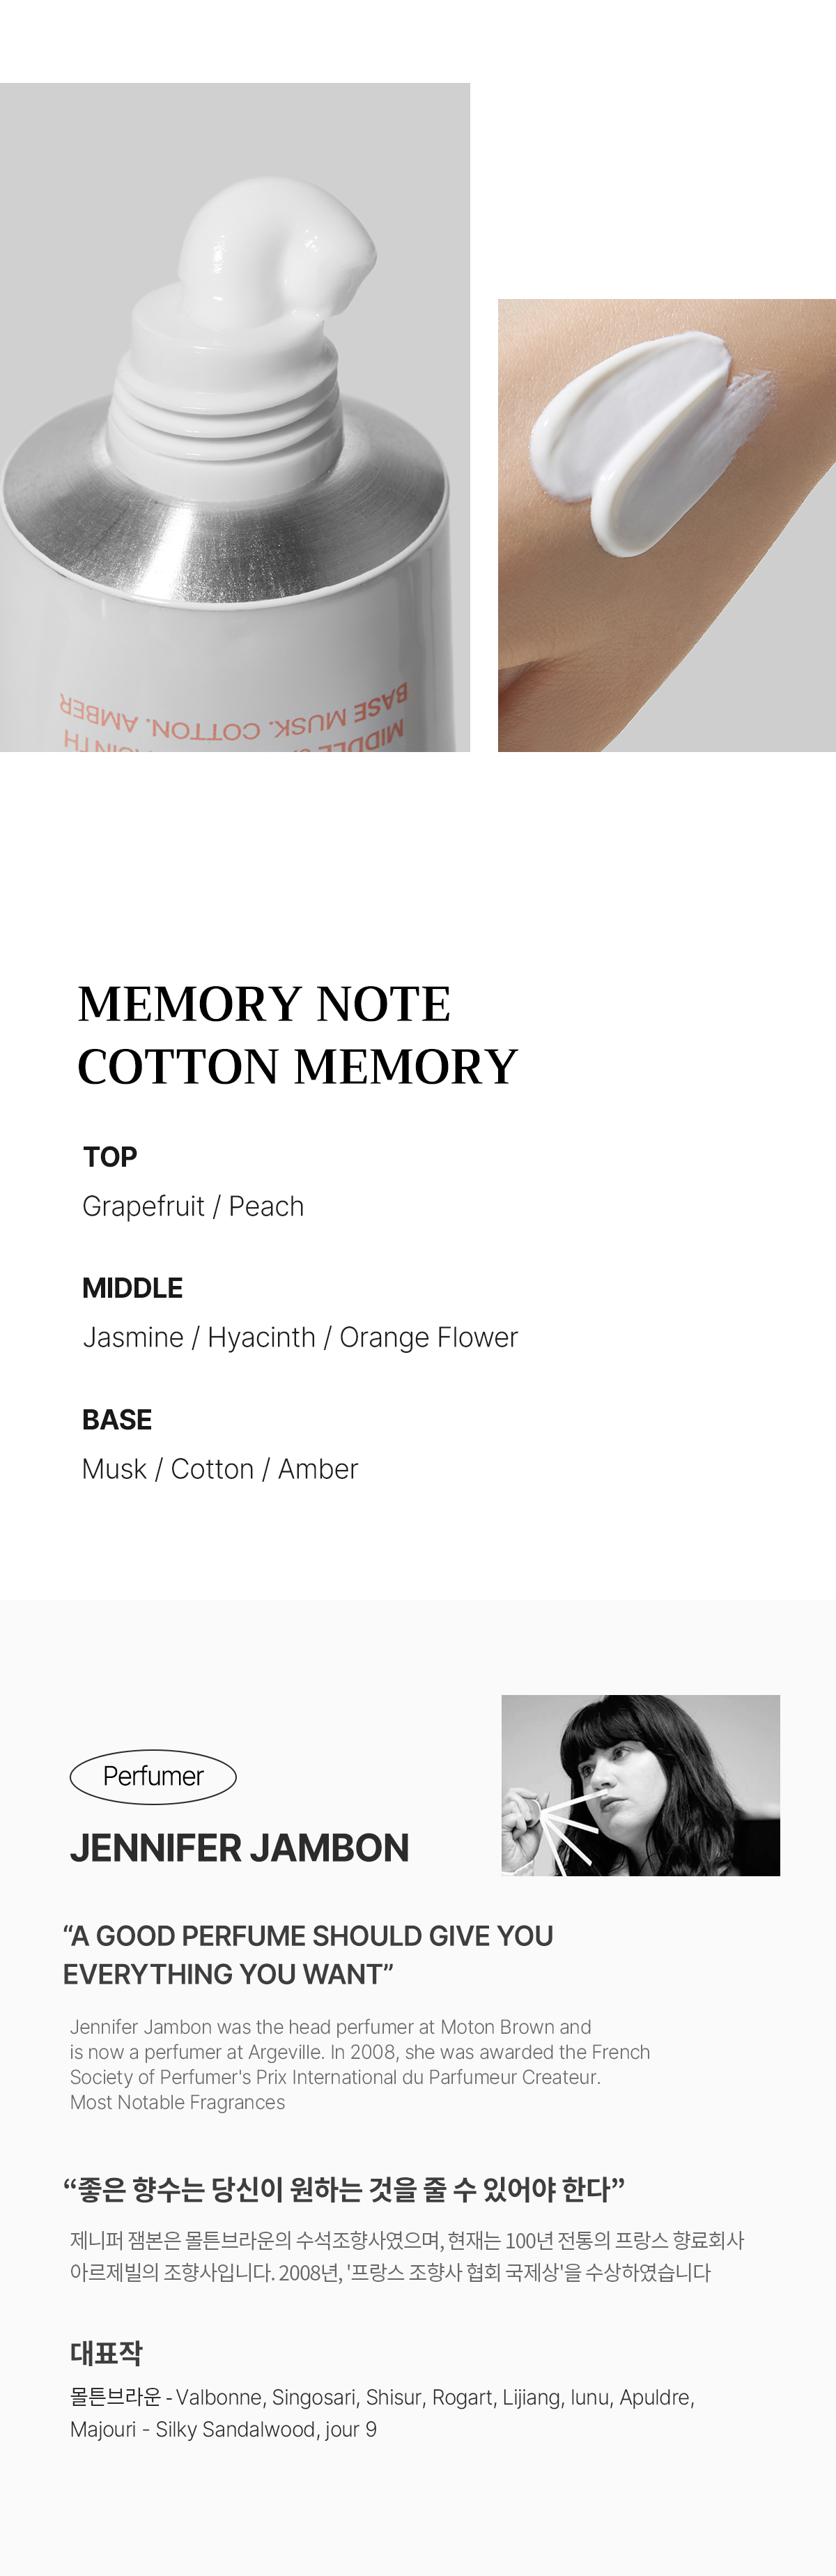 BASE MUSK. COTTON. AMBER
MIDDLE
MEMORY NOTE
COTTON MEMORY
TOP
Grapefruit / Peach
MIDDLE
Jasmine / Hyacinth / Orange Flower
BASE
Musk / Cotton / Amber
Perfumer
JENNIFER JAMBON
“A GOOD PERFUME SHOULD GIVE YOU
EVERYTHING YOU WANT”
Jennifer Jambon was the head perfumer at Moton Brown and
is now a perfumer at Argeville. In 2008, she was awarded the French
Society of Perfumer's Prix International du Parfumeur Createur.
Most Notable Fragrances
“좋은 향수는 당신이 원하는 것을 줄 수 있어야 한다”
제니퍼 잼본은 몰튼브라운의 수석조향사였으며, 현재는 100년 전통의 프랑스 향료회사
아르제빌의 조향사입니다. 2008년, '프랑스 조향사 협회 국제상'을 수상하였습니다
대표작
몰튼브라운 - Valbonne, Singosari, Shisur, Rogart, Lijiang, Iunu, Apuldre,
Majouri - Silky Sandalwood, jour 9